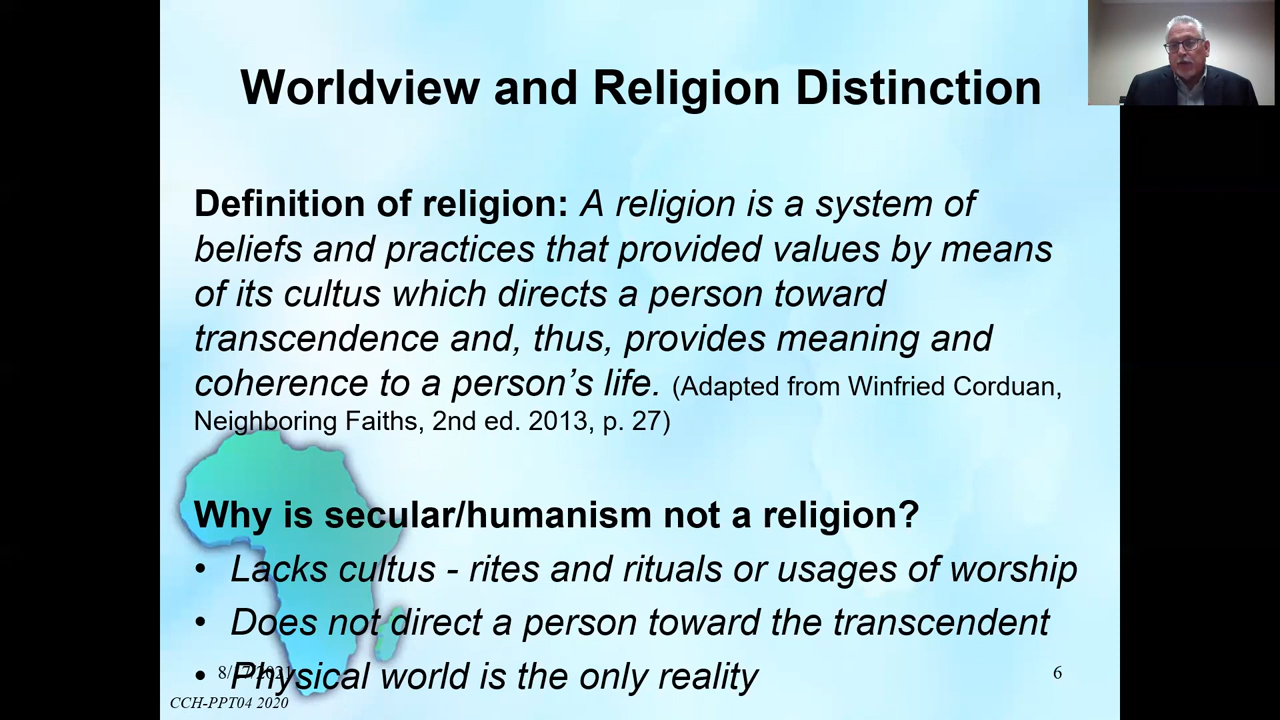 Worldview and Religion Distinction
Definition of religion: A religion is a system of
beliefs and practices that provided values by means
of its cultus which directs a person toward
transcendence and, thus, provides meaning and
coherence to a person’s life. (Adapted from Winfried Corduan,
Neighboring Faiths, 2nd ed. 2013, p. 27)
Why is secular/humanism not a religion?
• Lacks cultus - rites and rituals or usages of worship
• Does not direct a person toward the transcendent
• Physical world is the only reality
6
CCH-PPT04 2020